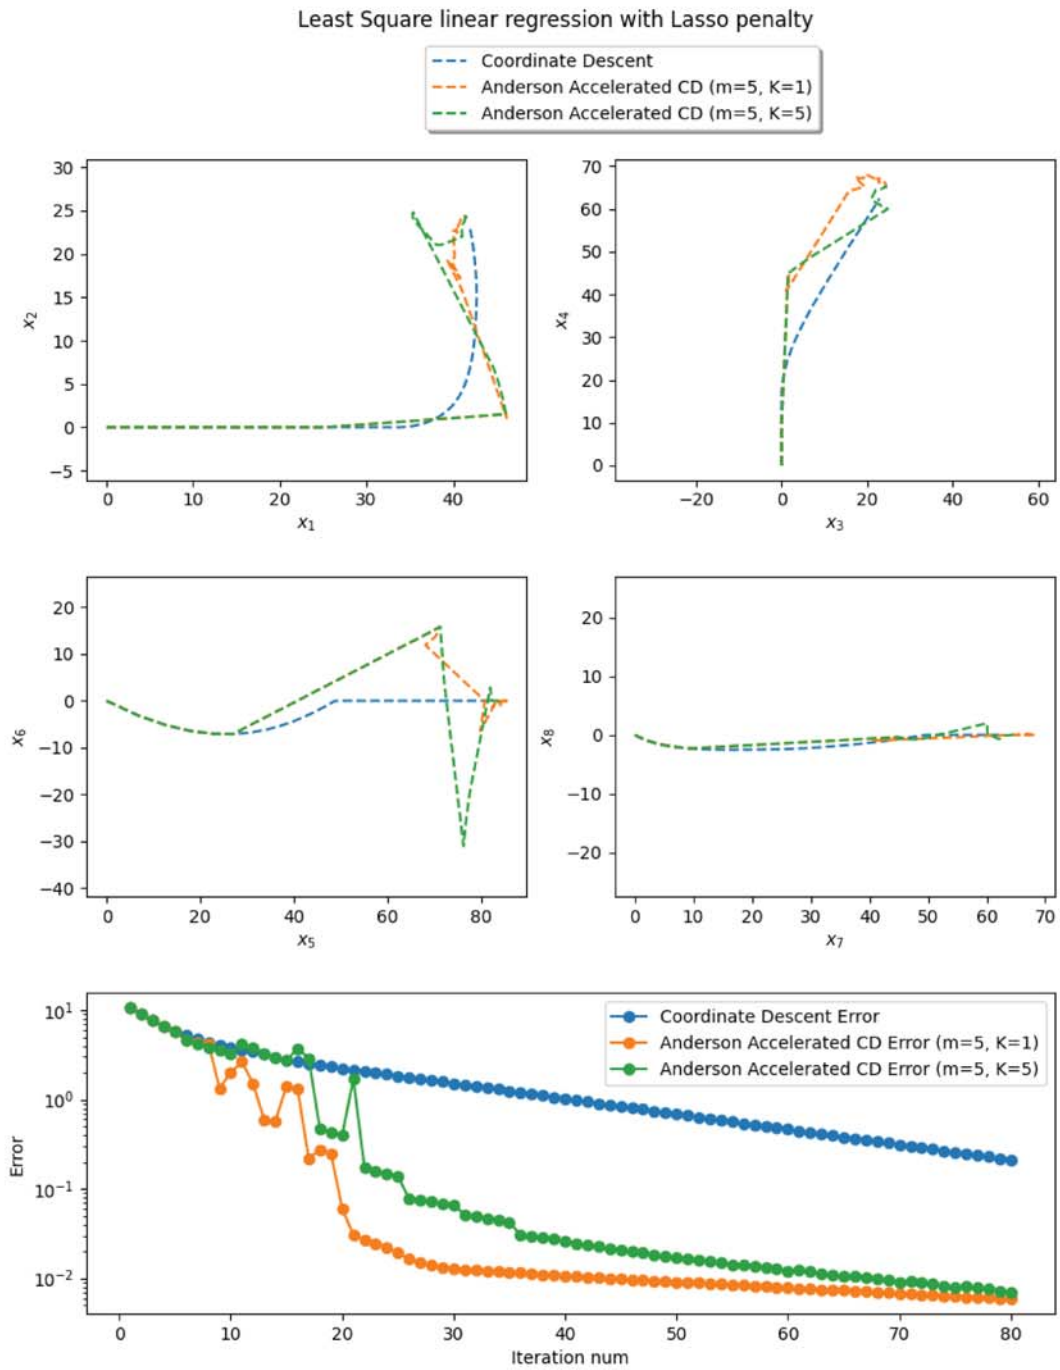 Least Square linear regression with Lasso penalty
Coordinate Descent
Anderson Accelerated CD (m=5, K=1)
Anderson Accelerated CD (m=5, K=5)
30
25
20
15
10
5
0
−5
x₂
0 10 20 30 40
x₁
70
60
50
40
30
20
10
0
x₄
−20 0 20 40 60
x₃
20
10
0
−10
−20
−30
−40
x₆
0 20 40 60 80
x₅
20
10
0
−10
−20
x₈
0 10 20 30 40 50 60 70
x₇
Coordinate Descent Error
Anderson Accelerated CD Error (m=5, K=1)
Anderson Accelerated CD Error (m=5, K=5)
10¹
10⁰
10⁻¹
10⁻²
Error
0 10 20 30 40 50 60 70 80
Iteration num